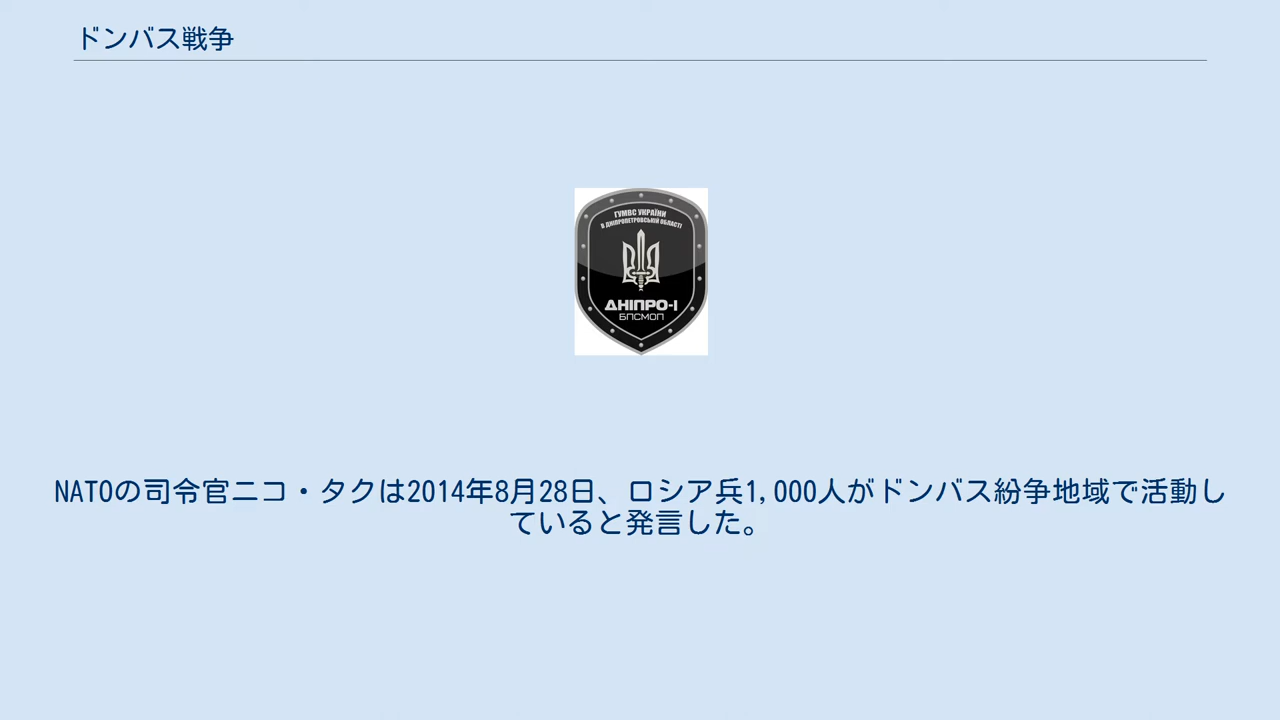 ドンバス戦争
ГУМВС УКРАЇНИ
В ДНІПРОПЕТРОВСЬКІЙ ОБЛАСТІ
ДНІПРО-І
БПСМОП
NATOの司令官ニコ・タクは2014年8月28日、ロシア兵1,000人がドンバス紛争地域で活動し
ていると発言した。